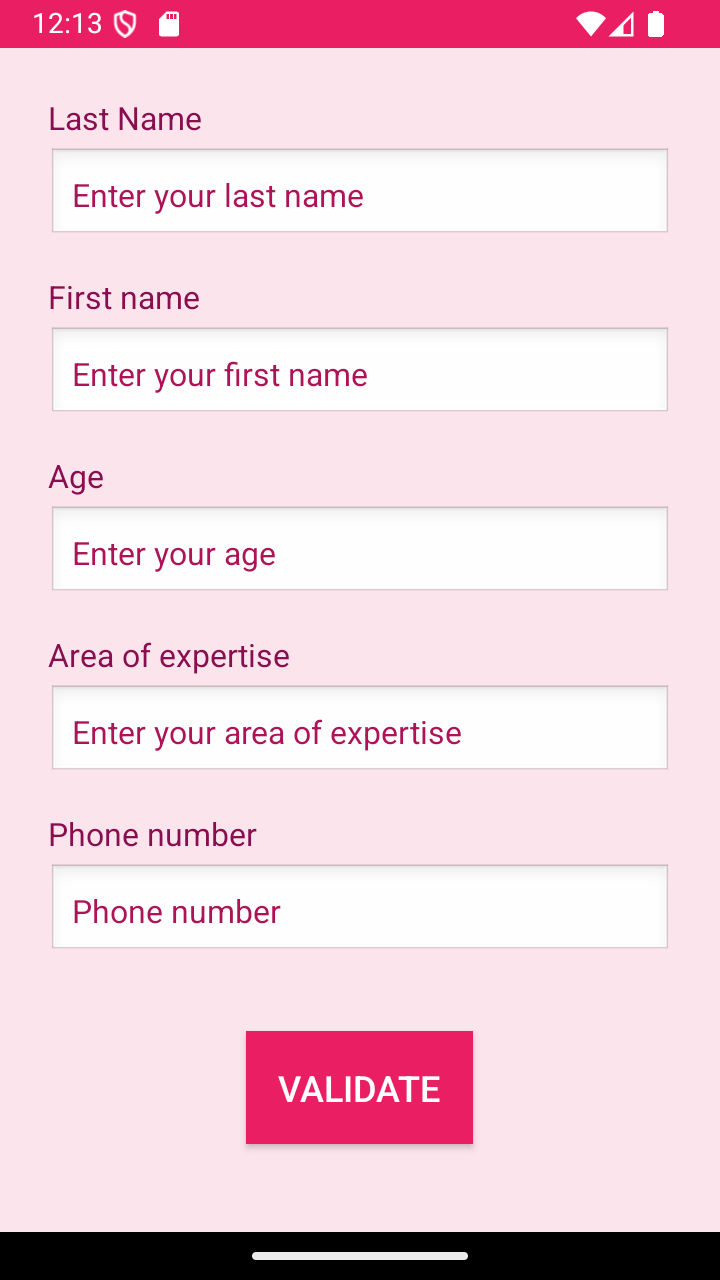 12:13
Last Name
Enter your last name
First name
Enter your first name
Age
Enter your age
Area of expertise
Enter your area of expertise
Phone number
Phone number
VALIDATE